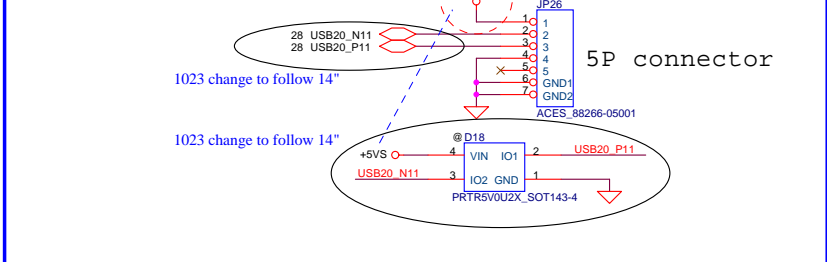 JP26
28 USB20_N11
28 USB20_P11
1 1
2 2
3 3
4 4
5 5
6 GND1
7 GND2
5P connector
1023 change to follow 14"
ACES_88266-05001
1023 change to follow 14"
@ D18
+5VS 4 VIN IO1 2 USB20_P11
USB20_N11 3 IO2 GND 1
PRTR5V0U2X_SOT143-4